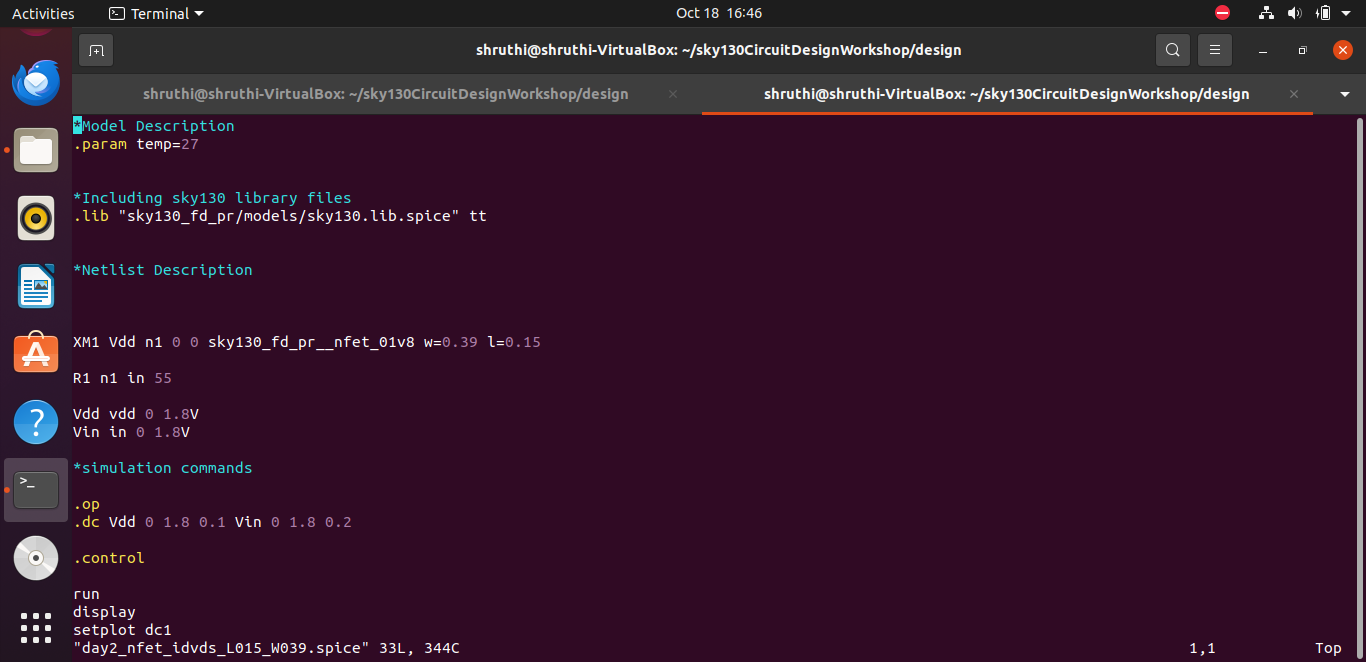 Activities
Terminal
Oct 18 16:46
shruthi@shruthi-VirtualBox: ~/sky130CircuitDesignWorkshop/design
shruthi@shruthi-VirtualBox: ~/sky130CircuitDesignWorkshop/design
shruthi@shruthi-VirtualBox: ~/sky130CircuitDesignWorkshop/design
*Model Description
.param temp=27
*Including sky130 library files
.lib "sky130_fd_pr/models/sky130.lib.spice" tt
*Netlist Description
XM1 Vdd n1 0 0 sky130_fd_pr__nfet_01v8 w=0.39 l=0.15
R1 n1 in 55
Vdd vdd 0 1.8V
Vin in 0 1.8V
*simulation commands
.op
.dc Vdd 0 1.8 0.1 Vin 0 1.8 0.2
.control
run
display
setplot dc1
"day2_nfet_idvds_L015_W039.spice" 33L, 344C 1,1 Top